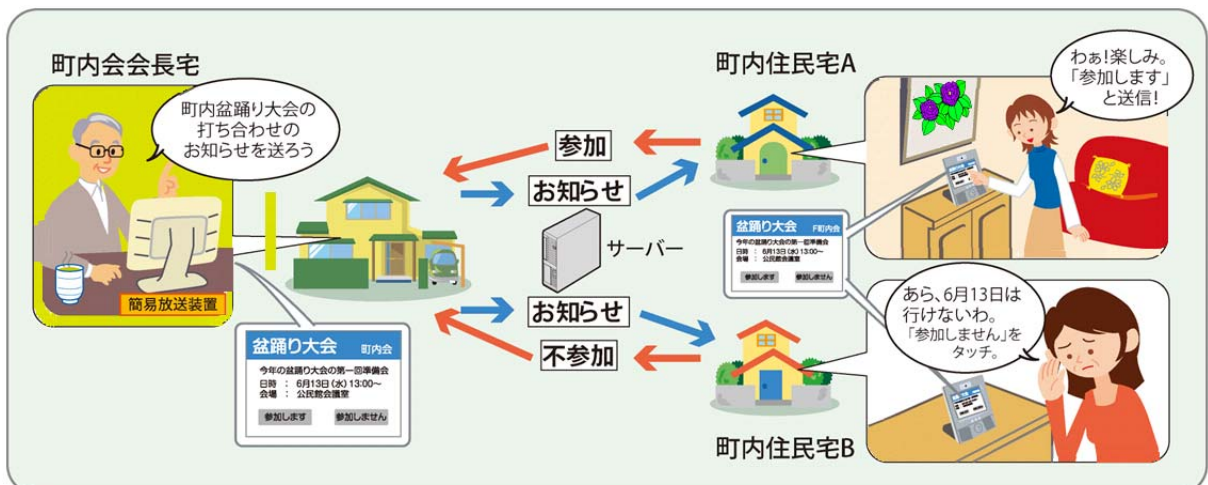 町内会会長宅
町内盆踊り大会の
打ち合わせの
お知らせを送ろう
簡易放送装置
盆踊り大会 町内会
今年の盆踊り大会の第一回準備会
日時 : 6月13日(水)13:00〜
会場 : 公民館会議室
参加します 参加しません
参加
お知らせ
サーバー
お知らせ
不参加
町内住民宅A
わぁ!楽しみ。
「参加します」
と送信!
盆踊り大会 F町内会
今年の盆踊り大会の第一回準備会
日時 : 6月13日(水)13:00〜
会場 : 公民館会議室
参加します 参加しません
あら、6月13日は
行けないわ。
「参加しません」を
タッチ。
町内住民宅B